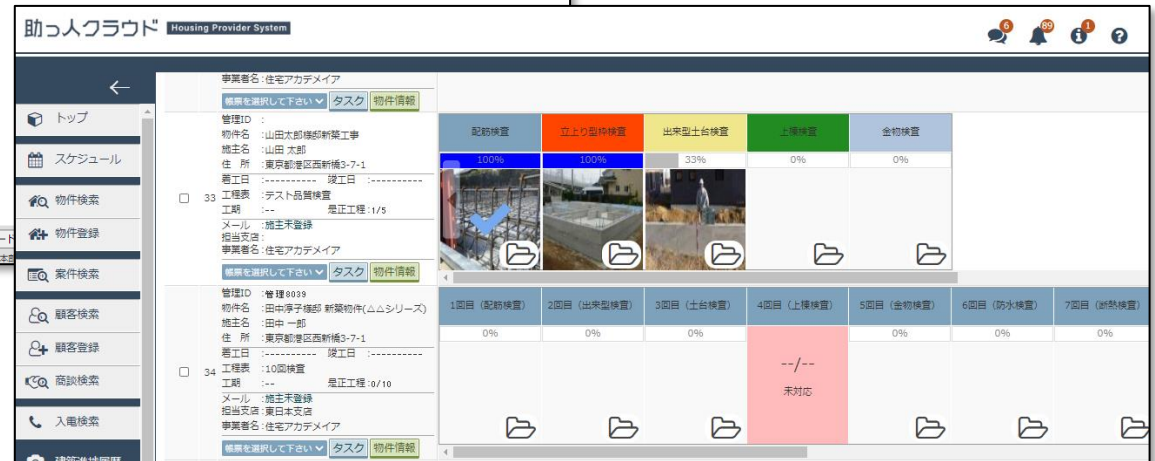 助っ人クラウド Housing Provider System
6 89 1 ?
事業者名:住宅アカデメイア
帳票を選択して下さい タスク 物件情報
トップ
スケジュール
物件検索
物件登録
案件検索
顧客検索
顧客登録
商談検索
入電検索
33
管理ID :
物件名 :山田太郎様邸新築工事
施主名 :山田 太郎
住 所 :東京都港区西新橋3-7-1
着工日 :---------- 竣工日 :----------
工程表 :テスト品質検査
工期 :-- 是正工程:1/5
メール :施主未登録
担当支店:
事業者名:住宅アカデメイア
帳票を選択して下さい タスク 物件情報
配筋検査 立上り型枠検査 出来型土台検査 上棟検査 金物検査
100% 100% 33% 0% 0%
34
管理ID :管理8039
物件名 :田中淳子様邸 新築物件(△△シリーズ)
施主名 :田中 一郎
住 所 :東京都港区西新橋3-7-1
着工日 :---------- 竣工日 :----------
工程表 :10回検査
工期 :-- 是正工程:0/10
メール :施主未登録
担当支店:東日本支店
事業者名:住宅アカデメイア
帳票を選択して下さい タスク 物件情報
1回目(配筋検査) 2回目(出来型検査) 3回目(土台検査) 4回目(上棟検査) 5回目(金物検査) 6回目(防水検査) 7回目(断熱検査)
0% 0% 0% 0% 0% 0%
--/--
未対応